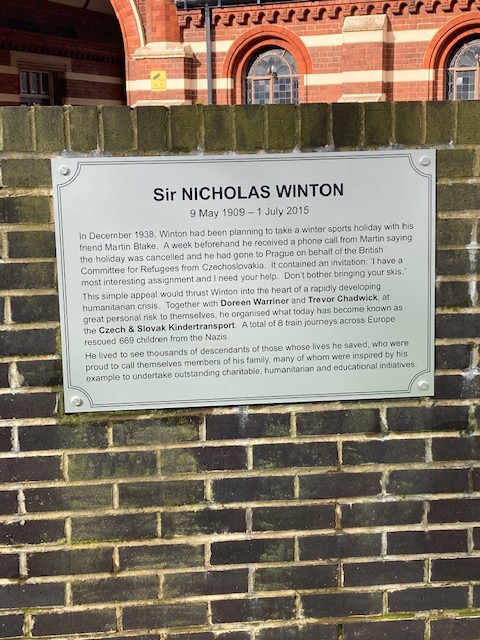 Sir NICHOLAS WINTON
9 May 1909 – 1 July 2015
In December 1938, Winton had been planning to take a winter sports holiday with his
friend Martin Blake. A week beforehand he received a phone call from Martin saying
the holiday was cancelled and he had gone to Prague on behalf of the British
Committee for Refugees from Czechoslovakia. It contained an invitation: 'I have a
most interesting assignment and I need your help. Don't bother bringing your skis.'
This simple appeal would thrust Winton into the heart of a rapidly developing
humanitarian crisis. Together with Doreen Warriner and Trevor Chadwick, at
great personal risk to themselves, he organised what today has become known as
the Czech & Slovak Kindertransport. A total of 8 train journeys across Europe
rescued 669 children from the Nazis.
He lived to see thousands of descendants of those whose lives he saved, who were
proud to call themselves members of his family, many of whom were inspired by his
example to undertake outstanding charitable, humanitarian and educational initiatives.